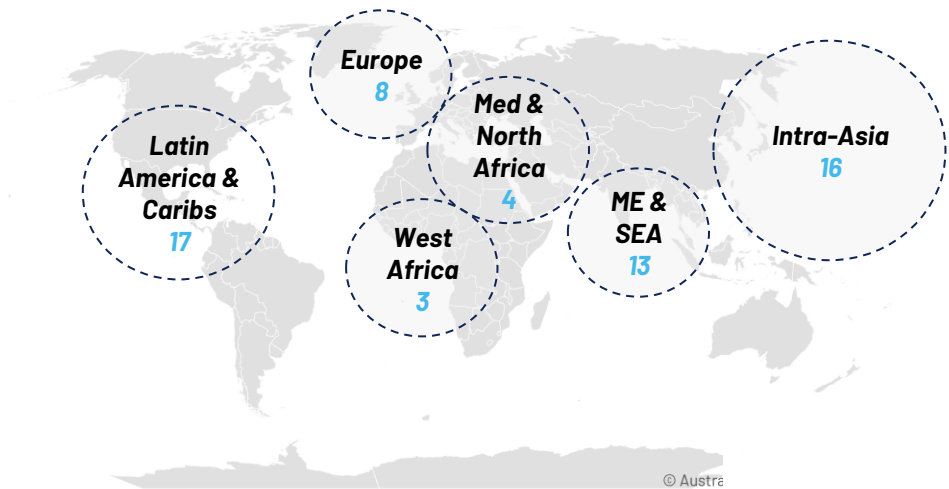 Europe
8
Med &
North
Africa
4
Latin
America &
Caribs
17
Intra-Asia
16
ME &
SEA
13
West
Africa
3
© Austra